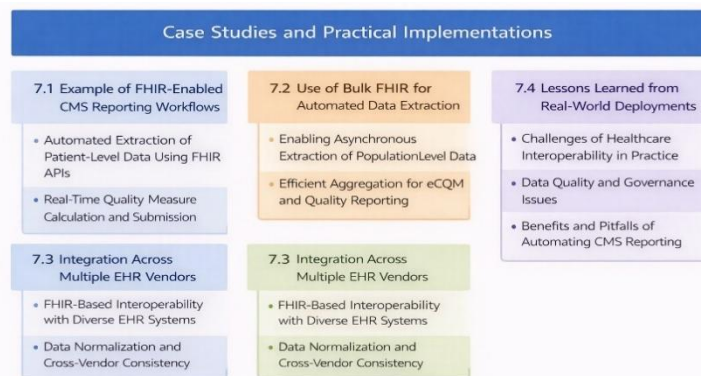 Case Studies and Practical Implementations
7.1 Example of FHIR-Enabled
CMS Reporting Workflows
• Automated Extraction of
Patient-Level Data Using FHIR
APIs
• Real-Time Quality Measure
Calculation and Submission
7.2 Use of Bulk FHIR for
Automated Data Extraction
• Enabling Asynchronous
Extraction of PopulationLevel Data
• Efficient Aggregation for eCQM
and Quality Reporting
7.4 Lessons Learned from
Real-World Deployments
• Challenges of Healthcare
Interoperability in Practice
• Data Quality and Governance
Issues
• Benefits and Pitfalls of
Automating CMS Reporting
7.3 Integration Across
Multiple EHR Vendors
• FHIR-Based Interoperability
with Diverse EHR Systems
• Data Normalization and
Cross-Vendor Consistency
7.3 Integration Across
Multiple EHR Vendors
• FHIR-Based Interoperability
with Diverse EHR Systems
• Data Normalization and
Cross-Vendor Consistency